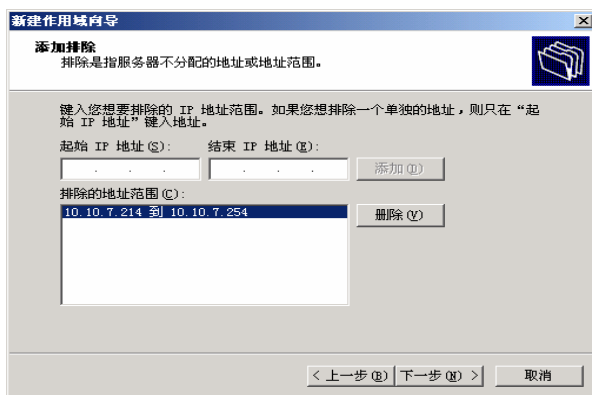 新建作用域向导
添加排除
排除是指服务器不分配的地址或地址范围。
键入您想要排除的 IP 地址范围。如果您想排除一个单独的地址，则只在“起
始 IP 地址”键入地址。
起始 IP 地址(S): 结束 IP 地址(E):
添加(D)
排除的地址范围(C):
10.10.7.214 到 10.10.7.254
删除(V)
< 上一步(B) 下一步(N) > 取消